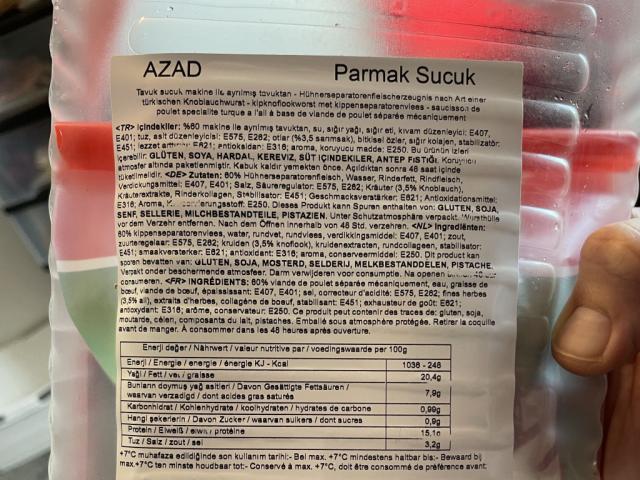 AZAD Parmak Sucuk
Tavuk sucuk makine ile ayrılmış tavuktan - Hühnerseparatorenfleischerzeugnis nach Art einer
türkischen Knoblauchwurst - kipknoflookworst met kippenseparatorenvlees - saucisson de
poulet specialite turque a l'ail à base de viande de poulet séparée mécaniquement
<TR> İçindekiler: %60 makine ile ayrılmış tavuktan, su, sığır yağı, sığır eti, kıvam düzenleyici: E407,
E401; tuz, asit düzenleyicisi: E575, E262; otlar (%3,5 sarımsak), bitkisel özler, sığır kolajen, stabilizatör:
E451; lezzet E621; antioksidan: E316; aroma, koruyucu madde: E250. Bu ürünün izleri
içerebilir: GLÜTEN, SOYA, HARDAL, KEREVİZ, SÜT İÇİNDEKİLER, ANTEP FISTIĞI. Koruyucu
atmosfer altında paketlenmiştir. Kabuk kaldır yemekten önce. Açıldıktan sonra 48 saat içinde
tüketilmelidir. <DE> Zutaten: 60% Hühnerseparatorenfleisch, Wasser, Rinderfett, Rindfleisch,
Verdickungsmittel: E407, E401; Salz, Säureregulator: E575, E262; Kräuter (3,5% Knoblauch),
Kräuterextrakte, Rinderkollagen, Stabilisator: E451; Geschmacksverstärker: E621; Antioxidationsmittel:
E316; Aroma, E250. Dieses Produkt kann Spuren enthalten von: GLUTEN, SOJA,
SENF, SELLERIE, MILCHBESTANDTEILE, PISTAZIEN. Unter Schutzatmosphäre verpackt. Wursthülle
vor dem Verzehr entfernen. Nach dem Öffnen innerhalb von 48 Std. verzehren. <NL> Ingrediënten:
60% kippenseparatorenvlees, water, rundvet, rundvlees, verdikkingsmiddel: E407, E401; zout,
zuurteregelaar: E575, E262; kruiden (3,5% knoflook), kruidenextracten, rundcollageen, stabilisator:
E451; smaakversterker: E621; antioxidant: E316; aroma, conserveermiddel: E250. Dit product kan
sporen bevatten van: GLUTEN, SOJA, MOSTERD, SELDERIJ, MELKBESTANDDELEN, PISTACHE.
Verpakt onder beschermende atmosfeer. Darm verwijderen voor consumptie. Na openen
consumeren. <FR> INGRÉDIENTS: 60% viande de poulet séparée mécaniquement, eau, graisse de
bœuf, viande de bœuf, épaississant: E407, E401; sel, correcteur d'acidité: E575, E262; fines herbes
(3,5% ail), extraits d'herbes, collagène de boeuf, stabilisant: E451; exhausteur de goût: E621;
antioxydant: E316; arôme, conservateur: E250. Ce produit peut contenir des traces de: gluten, soja,
moutarde, céleri, composants du lait, pistaches. Emballé sous atmosphère protégée. Retirer la coquille
avant de manger. À consommer dans les 48 heures après ouverture.
Enerji değer / Nährwert / valeur nutritive par / voedingswaarde per 100g
Enerji / Energie / energie / énergie KJ - Kcal 1036 - 248
Yağı / Fett / vet / graisse 20,4g
Bunların doymuş yağ asitleri / Davon Gesättigte Fettsäuren /
waarvan verzadigd / dont acides gras saturés 7,9g
Karbonhidrat / Kohlenhydrate / koolhydraten / hydrates de carbone 0,99g
Hangi şekerlerin / Davon Zucker / waarvan suikers / dont sucres 0,9g
Protein / Eiweiß / eiwit / protéine 15,1g
Tuz / Salz / zout / sel 3,2g
+7°C muhafaza edildiğinde son kullanım tarihi:- Bei max. +7°C mindestens haltbar bis:- Bewaard bij
max.+7°C ten minste houdbaar tot:- Conservé à max. +7°C, doit être consommé de préférence avant: